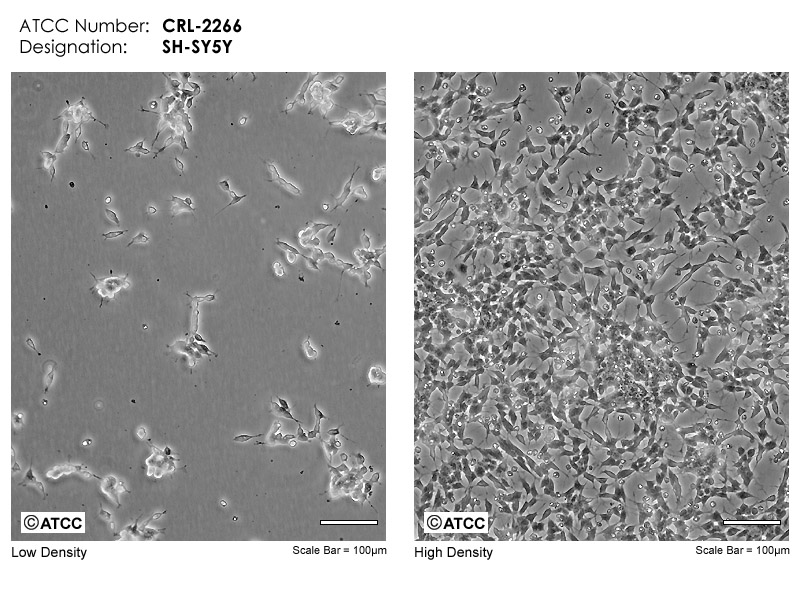 ATCC Number: CRL-2266
Designation: SH-SY5Y
©ATCC
©ATCC
Low Density
Scale Bar = 100µm
High Density
Scale Bar = 100µm